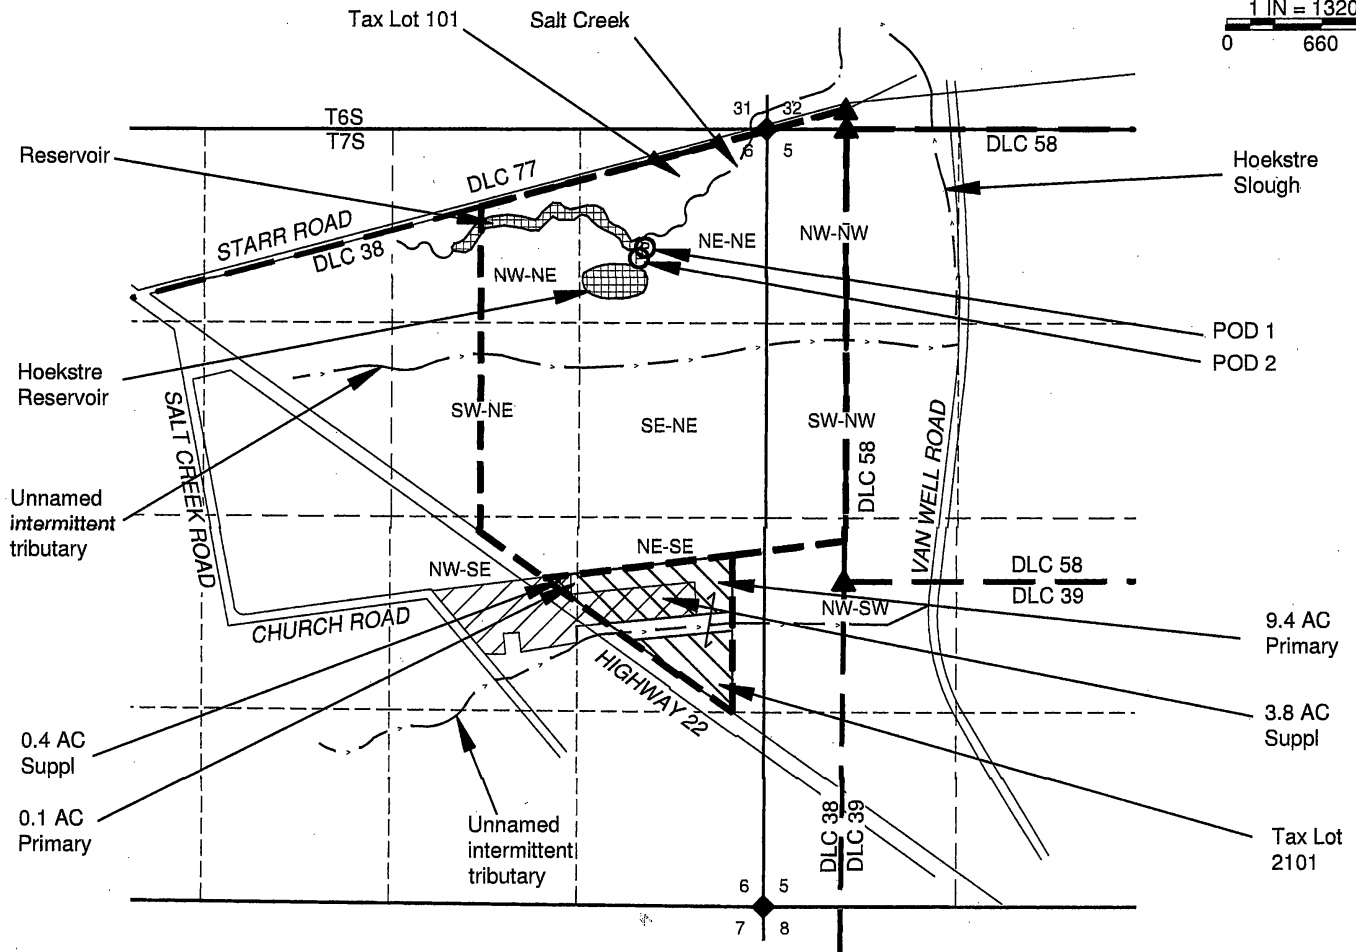 1 IN = 1320
0 660
Tax Lot 101
Salt Creek
31 32
T6S
T7S
6 5
DLC 58
Reservoir
DLC 77
Hoekstre
Slough
STARR ROAD
DLC 38
NE-NE
NW-NW
NW-NE
POD 1
POD 2
Hoekstre
Reservoir
SALT CREEK ROAD
SW-NE
SE-NE
SW-NW
DLC 58
VAN WELL ROAD
Unnamed
intermittent
tributary
NE-SE
NW-SE
DLC 58
DLC 39
NW-SW
CHURCH ROAD
9.4 AC
Primary
HIGHWAY 22
3.8 AC
Suppl
0.4 AC
Suppl
0.1 AC
Primary
Unnamed
intermittent
tributary
DLC 38
DLC 39
Tax Lot
2101
6 5
7 8